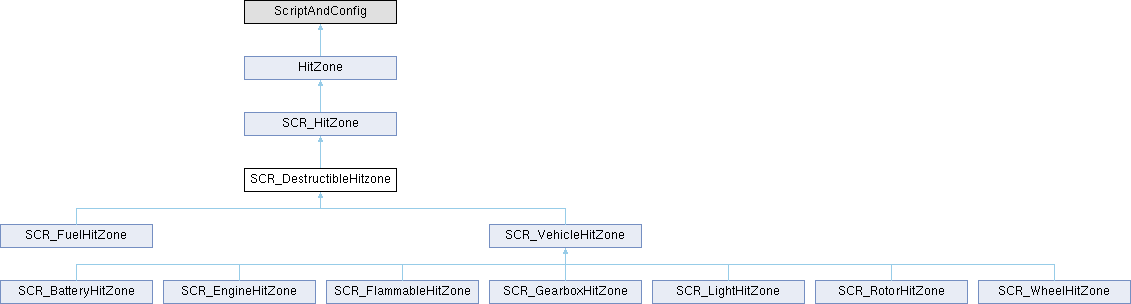 ScriptAndConfig
HitZone
SCR_HitZone
SCR_DestructibleHitzone
SCR_FuelHitZone
SCR_VehicleHitZone
SCR_BatteryHitZone
SCR_EngineHitZone
SCR_FlammableHitZone
SCR_GearboxHitZone
SCR_LightHitZone
SCR_RotorHitZone
SCR_WheelHitZone